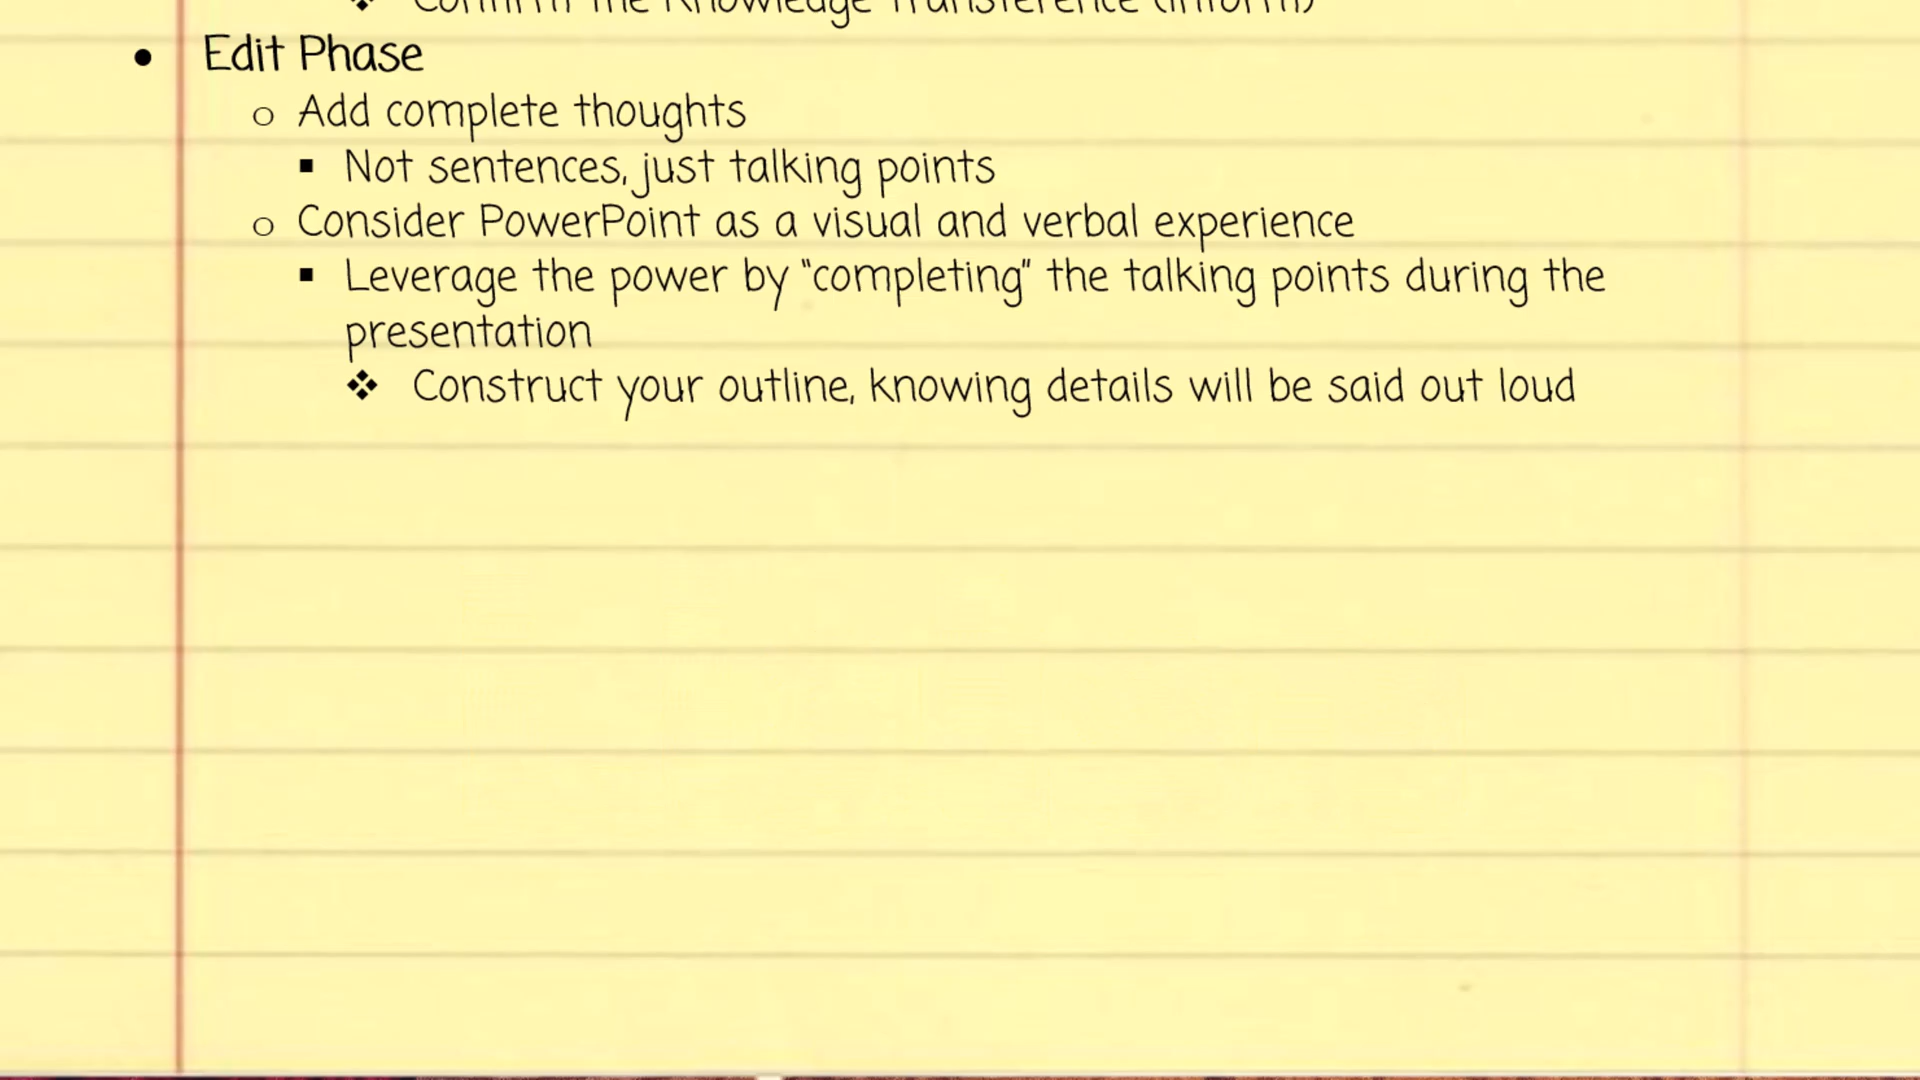 ❖ Confirm the Knowledge Transference (Inform)
● Edit Phase
o Add complete thoughts
▪ Not sentences, just talking points
o Consider PowerPoint as a visual and verbal experience
▪ Leverage the power by "completing" the talking points during the
presentation
❖ Construct your outline, knowing details will be said out loud